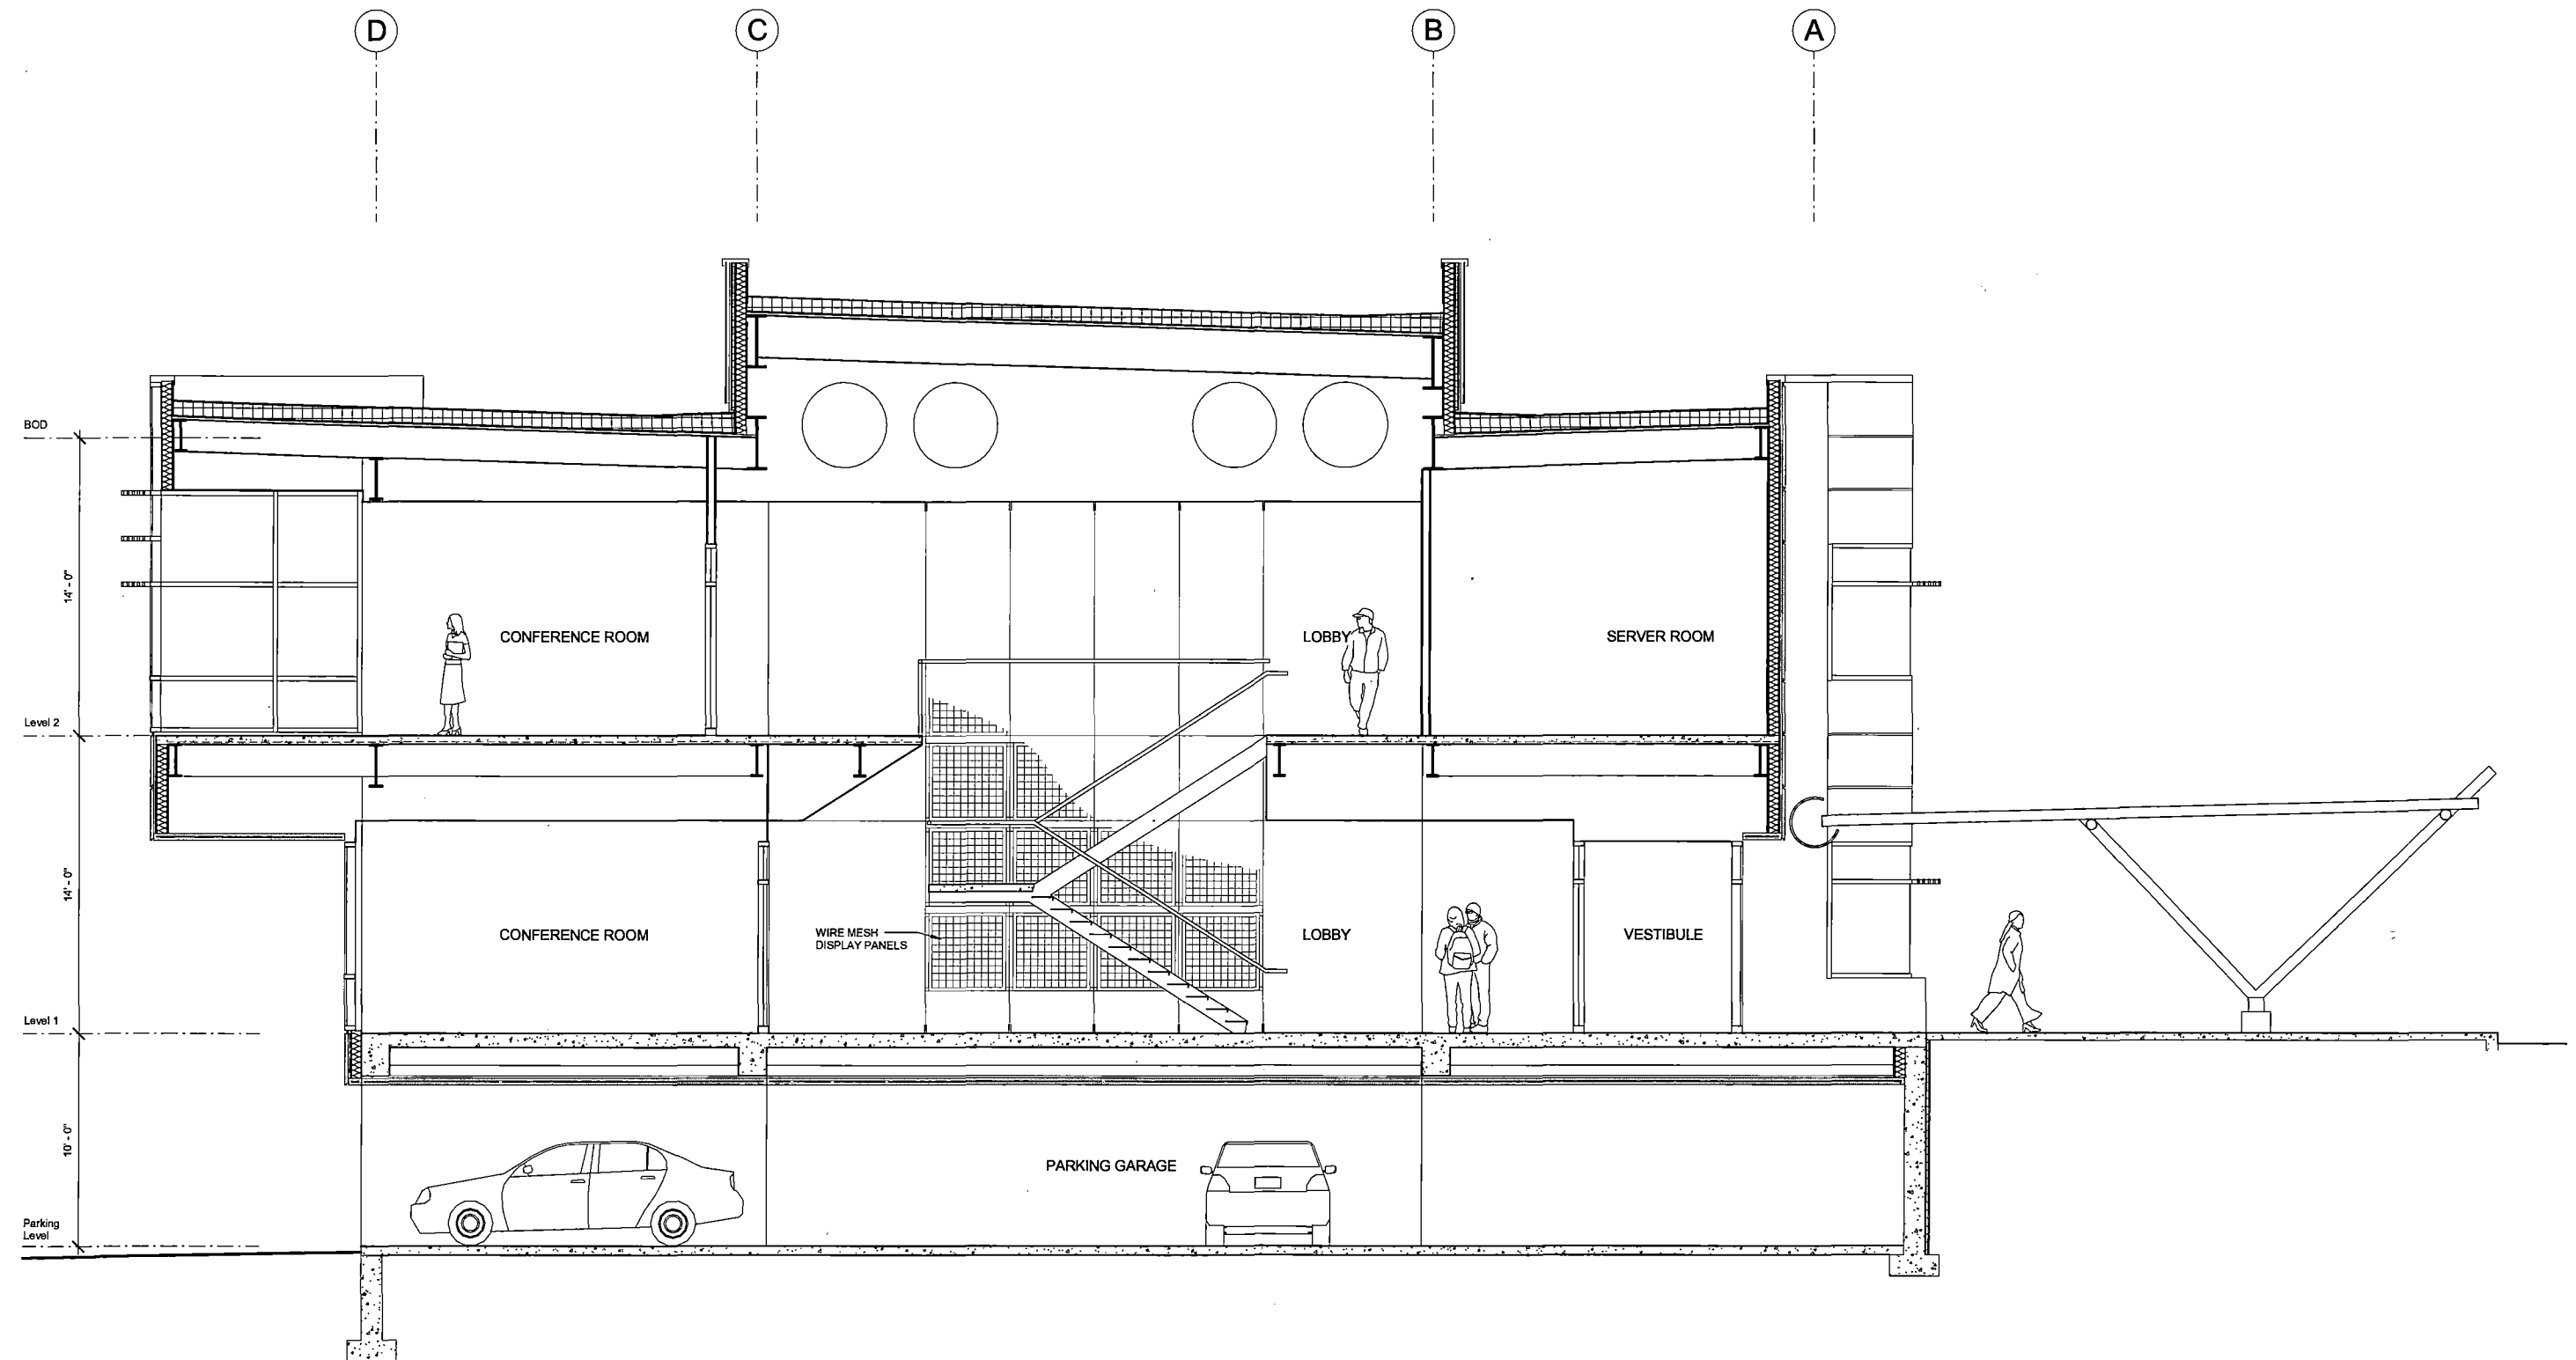 D
C
B
A
BOD
14' - 0"
CONFERENCE ROOM
LOBBY
SERVER ROOM
Level 2
14' - 0"
CONFERENCE ROOM
WIRE MESH
DISPLAY PANELS
LOBBY
VESTIBULE
Level 1
10' - 0"
PARKING GARAGE
Parking
Level